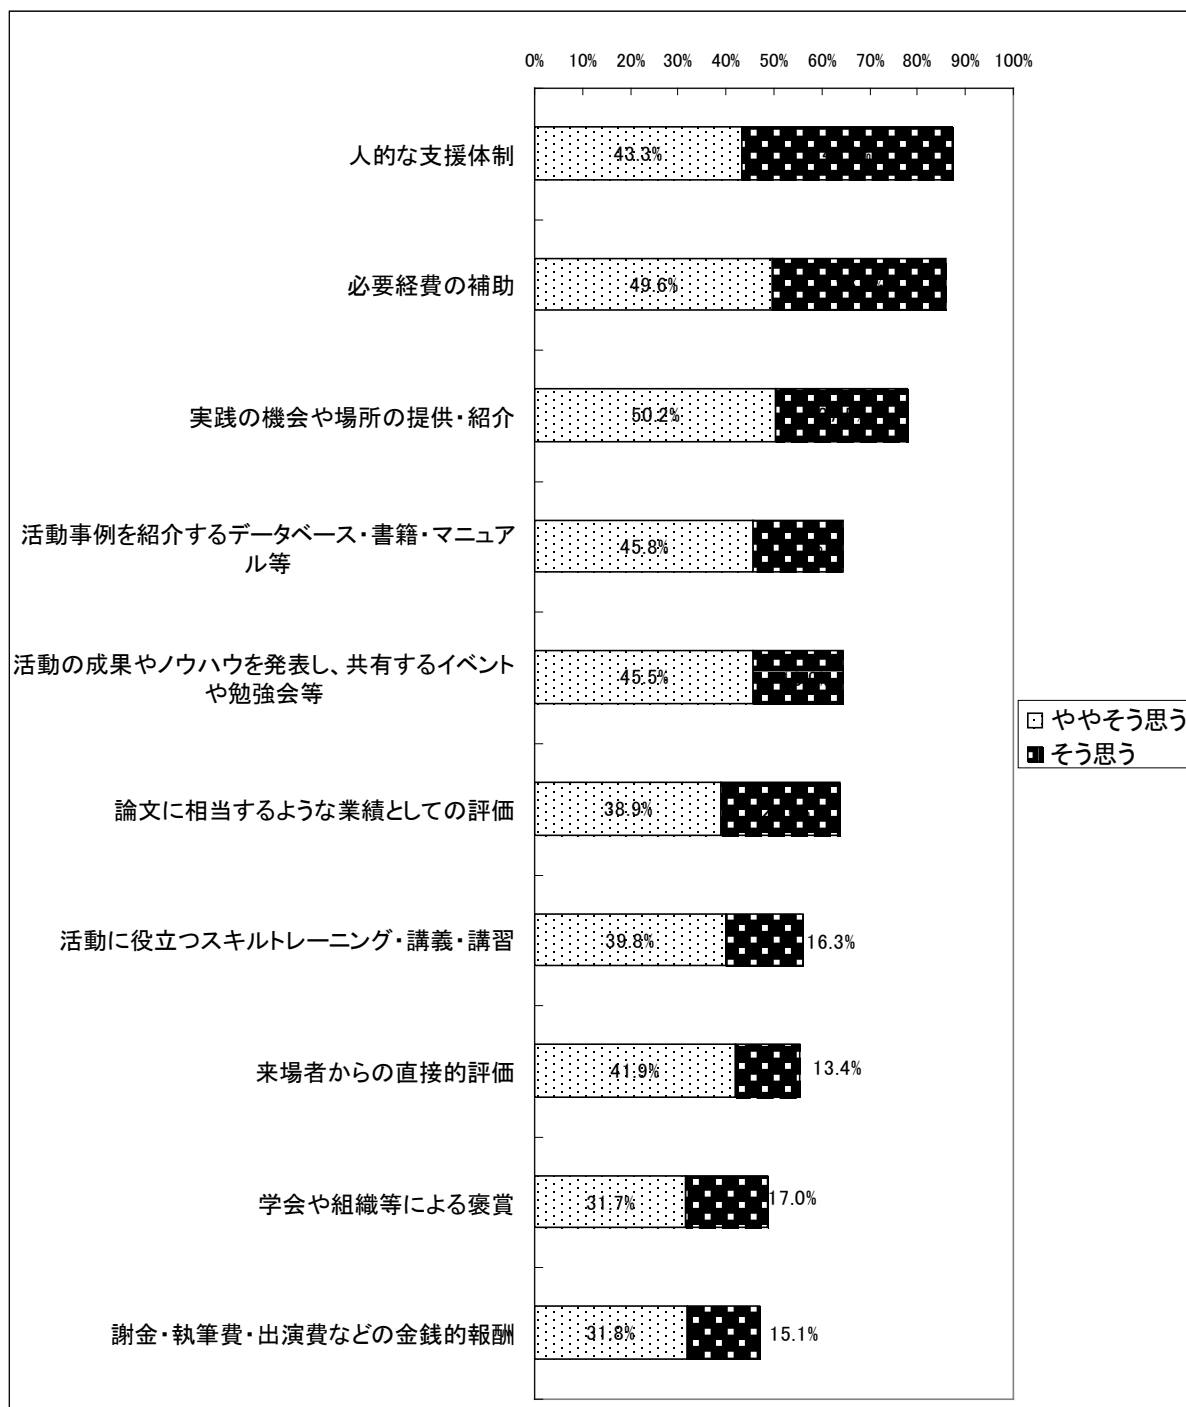 0% 10% 20% 30% 40% 50% 60% 70% 80% 90% 100%
人的な支援体制
43.3%
必要経費の補助
49.6%
実践の機会や場所の提供・紹介
50.2%
活動事例を紹介するデータベース・書籍・マニュア
ル等
45.8%
活動の成果やノウハウを発表し、共有するイベント
や勉強会等
45.5%
論文に相当するような業績としての評価
38.9%
活動に役立つスキルトレーニング・講義・講習
39.8% 16.3%
来場者からの直接的評価
41.9% 13.4%
学会や組織等による褒賞
31.7% 17.0%
謝金・執筆費・出演費などの金銭的報酬
31.8% 15.1%
ややそう思う
そう思う